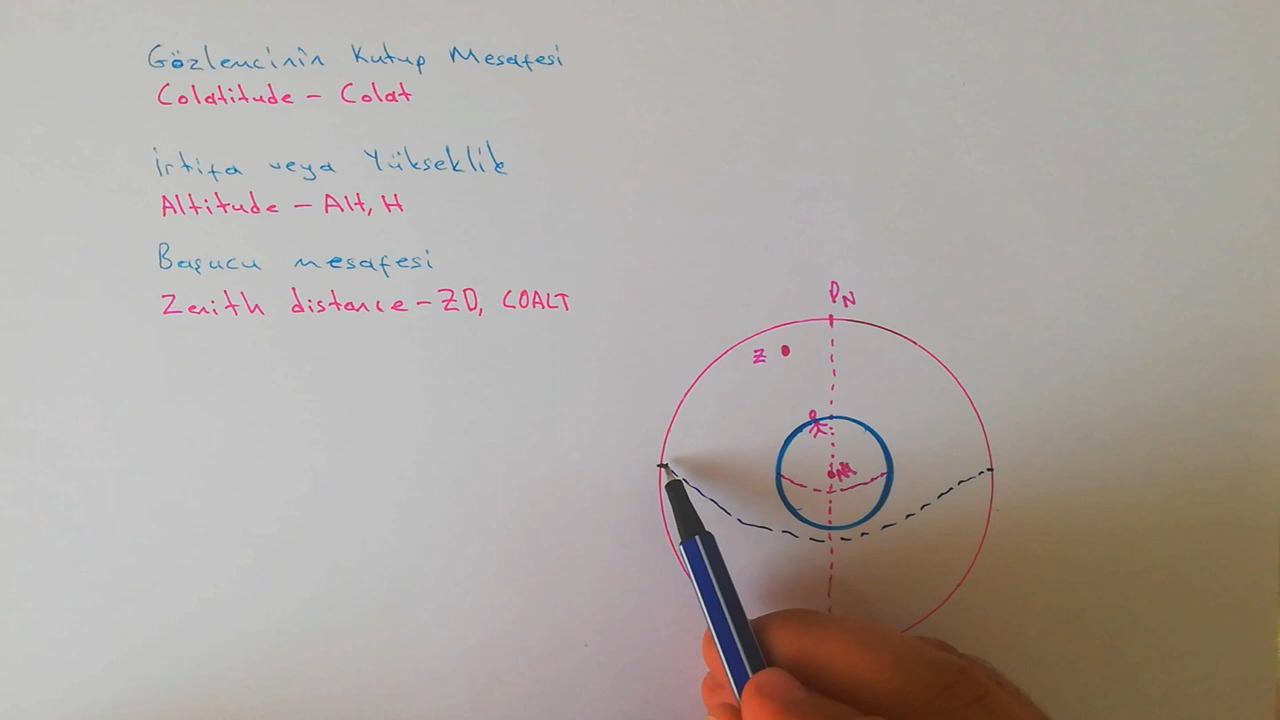 Gözlemcinin Kutup Mesafesi
Colatitude - Colat
İrtifa veya Yükseklik
Altitude - Alt, H
Başucu mesafesi
Zenith distance - ZD, COALT
PN
Z